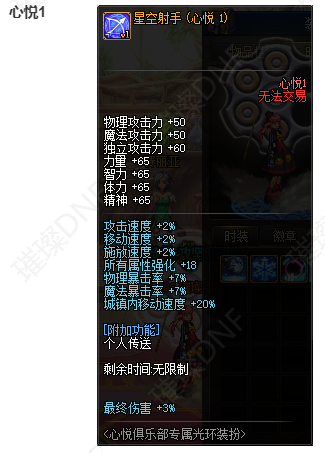 心悦1
星空射手 (心悦 1)
心悦1
无法交易
物理攻击力 +50
魔法攻击力 +50
独立攻击力 +60
力量 +65
智力 +65
体力 +65
精神 +65
攻击速度 +2%
移动速度 +2%
施放速度 +2%
所有属性强化 +18
物理暴击率 +7%
魔法暴击率 +7%
城镇内移动速度 +20%
时装
徽章
[附加功能]
个人传送
剩余时间:无限制
最终伤害 +3%
<心悦俱乐部专属光环装扮>
璀璨DNF